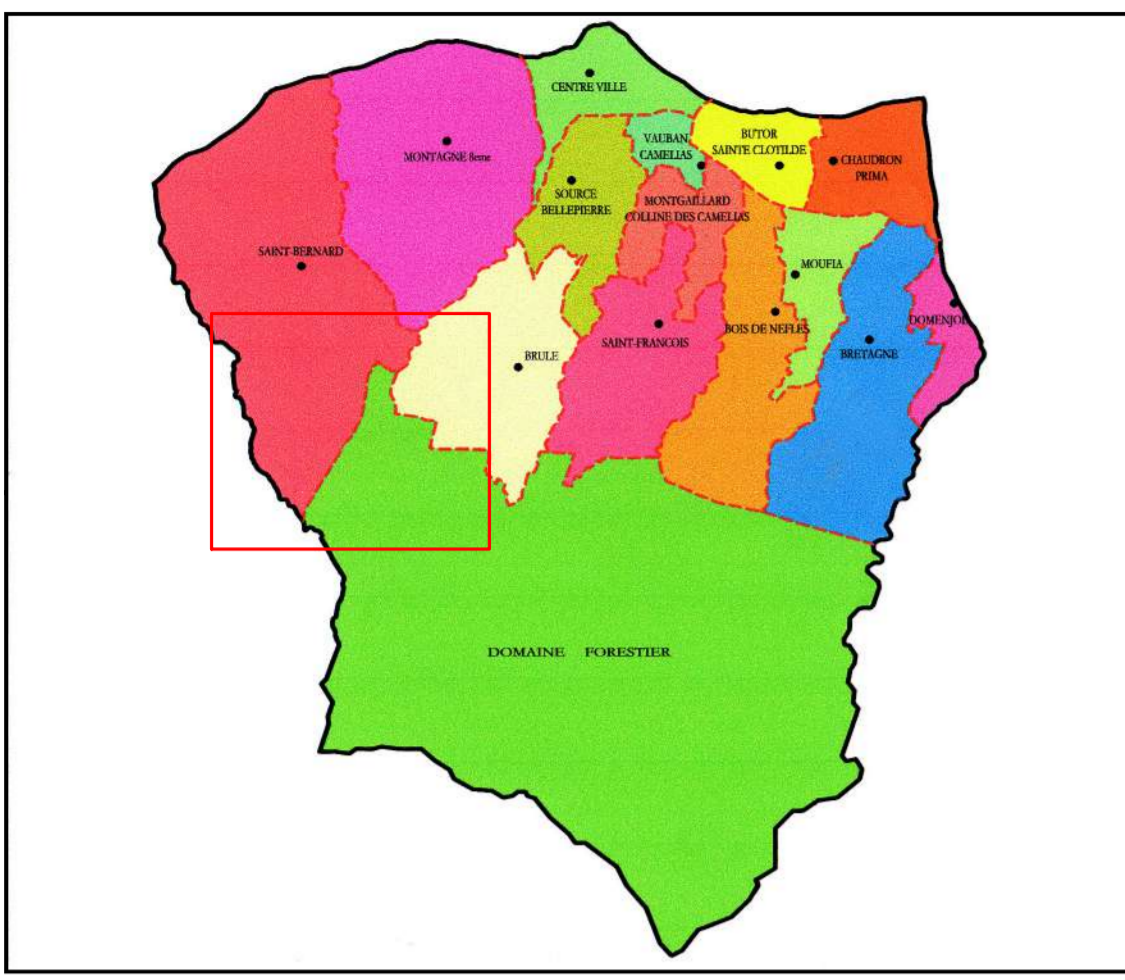 CENTRE VILLE
MONTAGNE 8eme
VAUBAN
CAMELIAS
BUTOR
SAINTE CLOTILDE
CHAUDRON
PRIMA
SOURCE
BELLEPIERRE
MONTGAILLARD
COLLINE DES CAMELIAS
SAINT-BERNARD
MOUFIA
DOMENJOD
BOIS DE NEFLES
SAINT-FRANCOIS
BRETAGNE
BRULE
DOMAINE FORESTIER